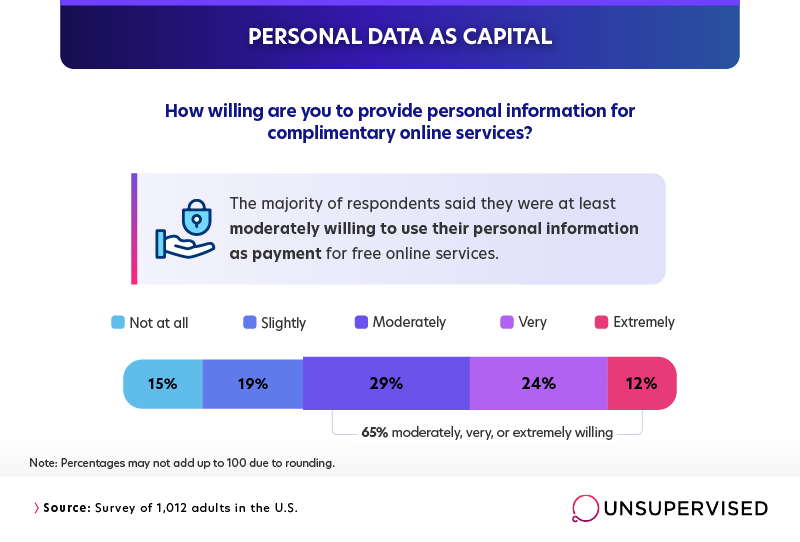 PERSONAL DATA AS CAPITAL
How willing are you to provide personal information for
complimentary online services?
The majority of respondents said they were at least
moderately willing to use their personal information
as payment for free online services.
Not at all Slightly Moderately Very Extremely
15% 19% 29% 24% 12%
65% moderately, very, or extremely willing
Note: Percentages may not add up to 100 due to rounding.
Source: Survey of 1,012 adults in the U.S.
UNSUPERVISED